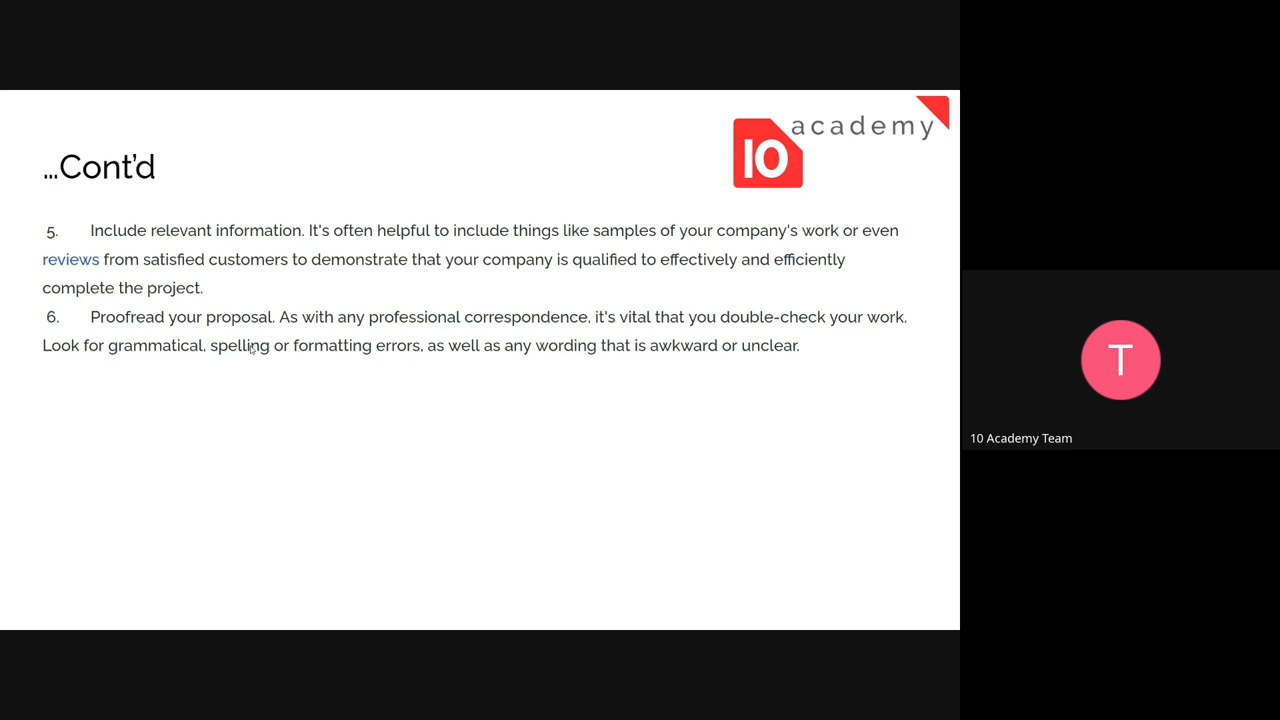 10 academy
...Cont'd
5. Include relevant information. It's often helpful to include things like samples of your company's work or even
reviews from satisfied customers to demonstrate that your company is qualified to effectively and efficiently
complete the project.
6. Proofread your proposal. As with any professional correspondence, it's vital that you double-check your work.
Look for grammatical, spelling or formatting errors, as well as any wording that is awkward or unclear.
T
10 Academy Team